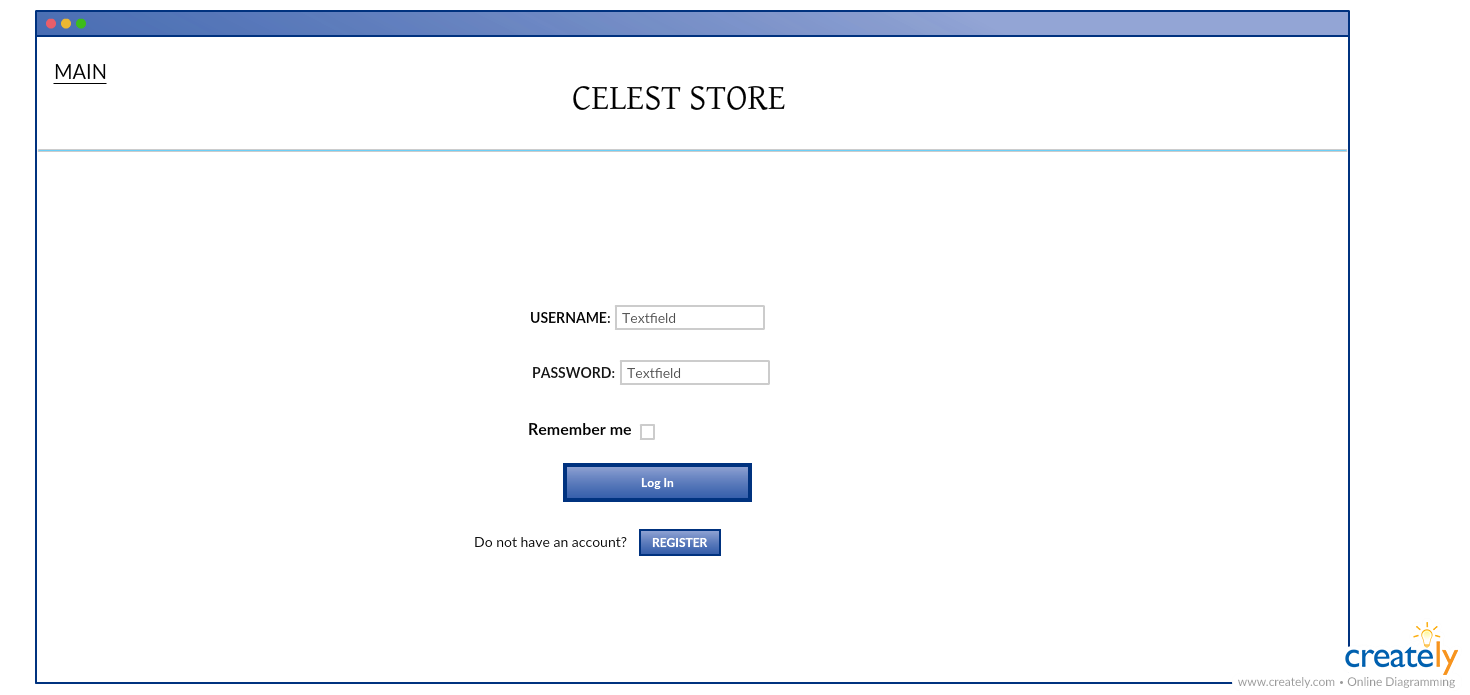 MAIN
CELEST STORE
USERNAME: Textfield
PASSWORD: Textfield
Remember me
Log In
Do not have an account? REGISTER
creately
www.creately.com • Online Diagramming